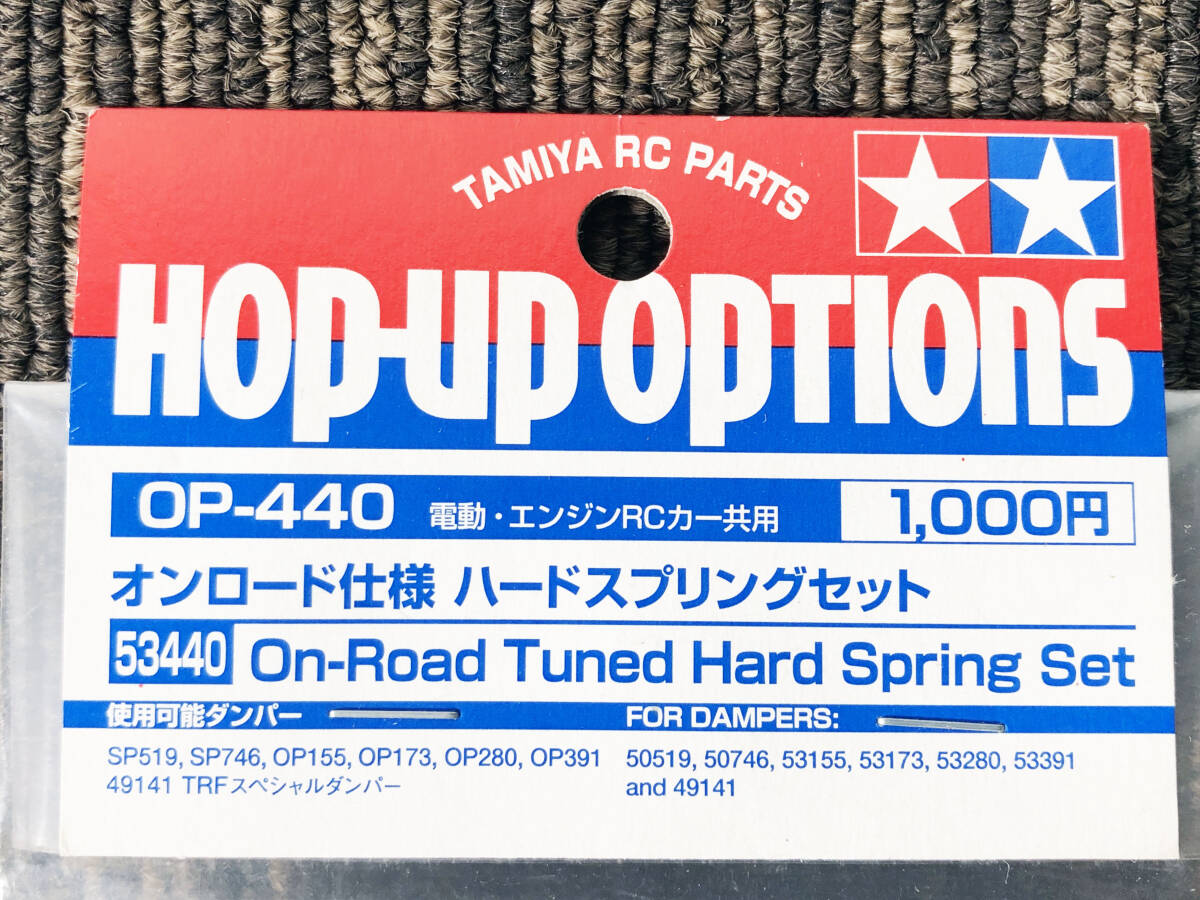 TAMIYA RC PARTS
HOP-UP OPTIONS
OP-440 電動・エンジンRCカー共用 1,000円
オンロード仕様 ハードスプリングセット
53440 On-Road Tuned Hard Spring Set
使用可能ダンパー
SP519, SP746, OP155, OP173, OP280, OP391
49141 TRFスペシャルダンパー
FOR DAMPERS:
50519, 50746, 53155, 53173, 53280, 53391
and 49141